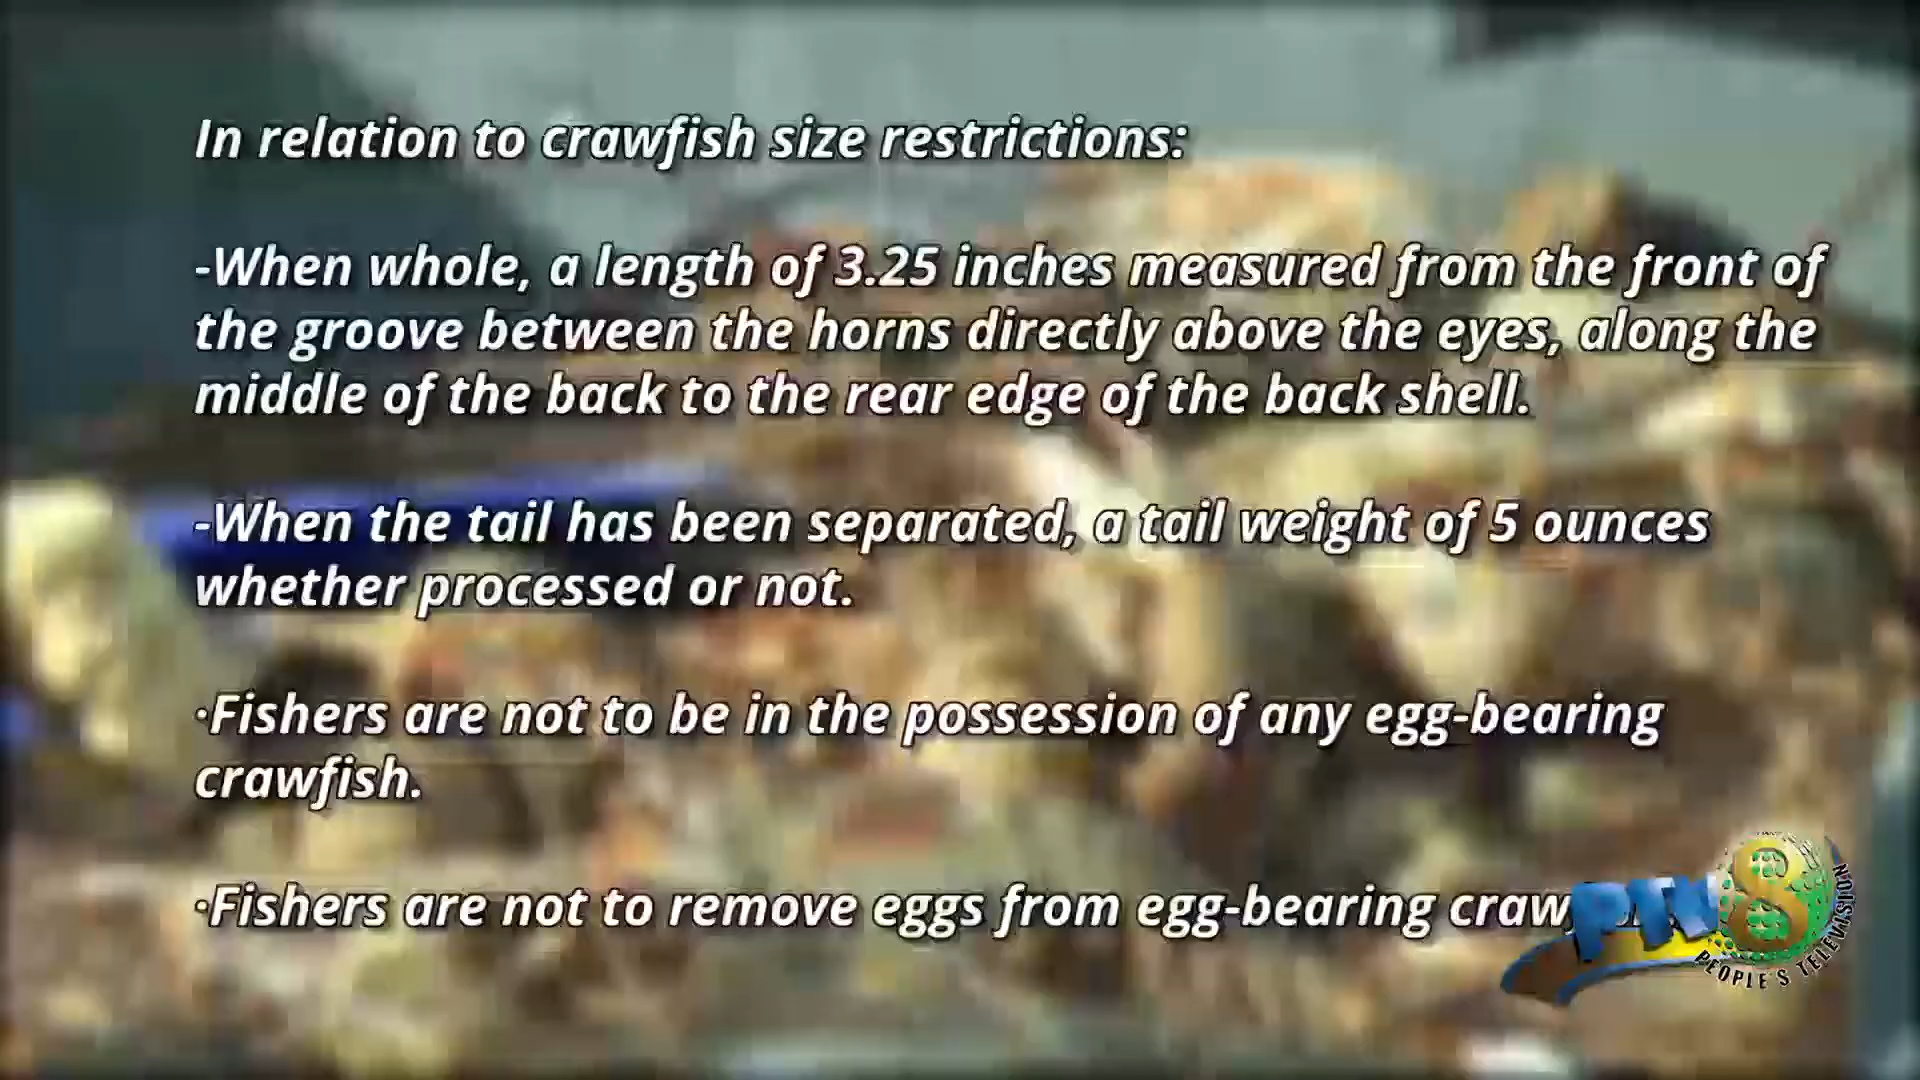 In relation to crawfish size restrictions:
-When whole, a length of 3.25 inches measured from the front of
the groove between the horns directly above the eyes, along the
middle of the back to the rear edge of the back shell.
-When the tail has been separated, a tail weight of 5 ounces
whether processed or not.
·Fishers are not to be in the possession of any egg-bearing
crawfish.
·Fishers are not to remove eggs from egg-bearing
PTV 8
PEOPLE'S TELEVISION